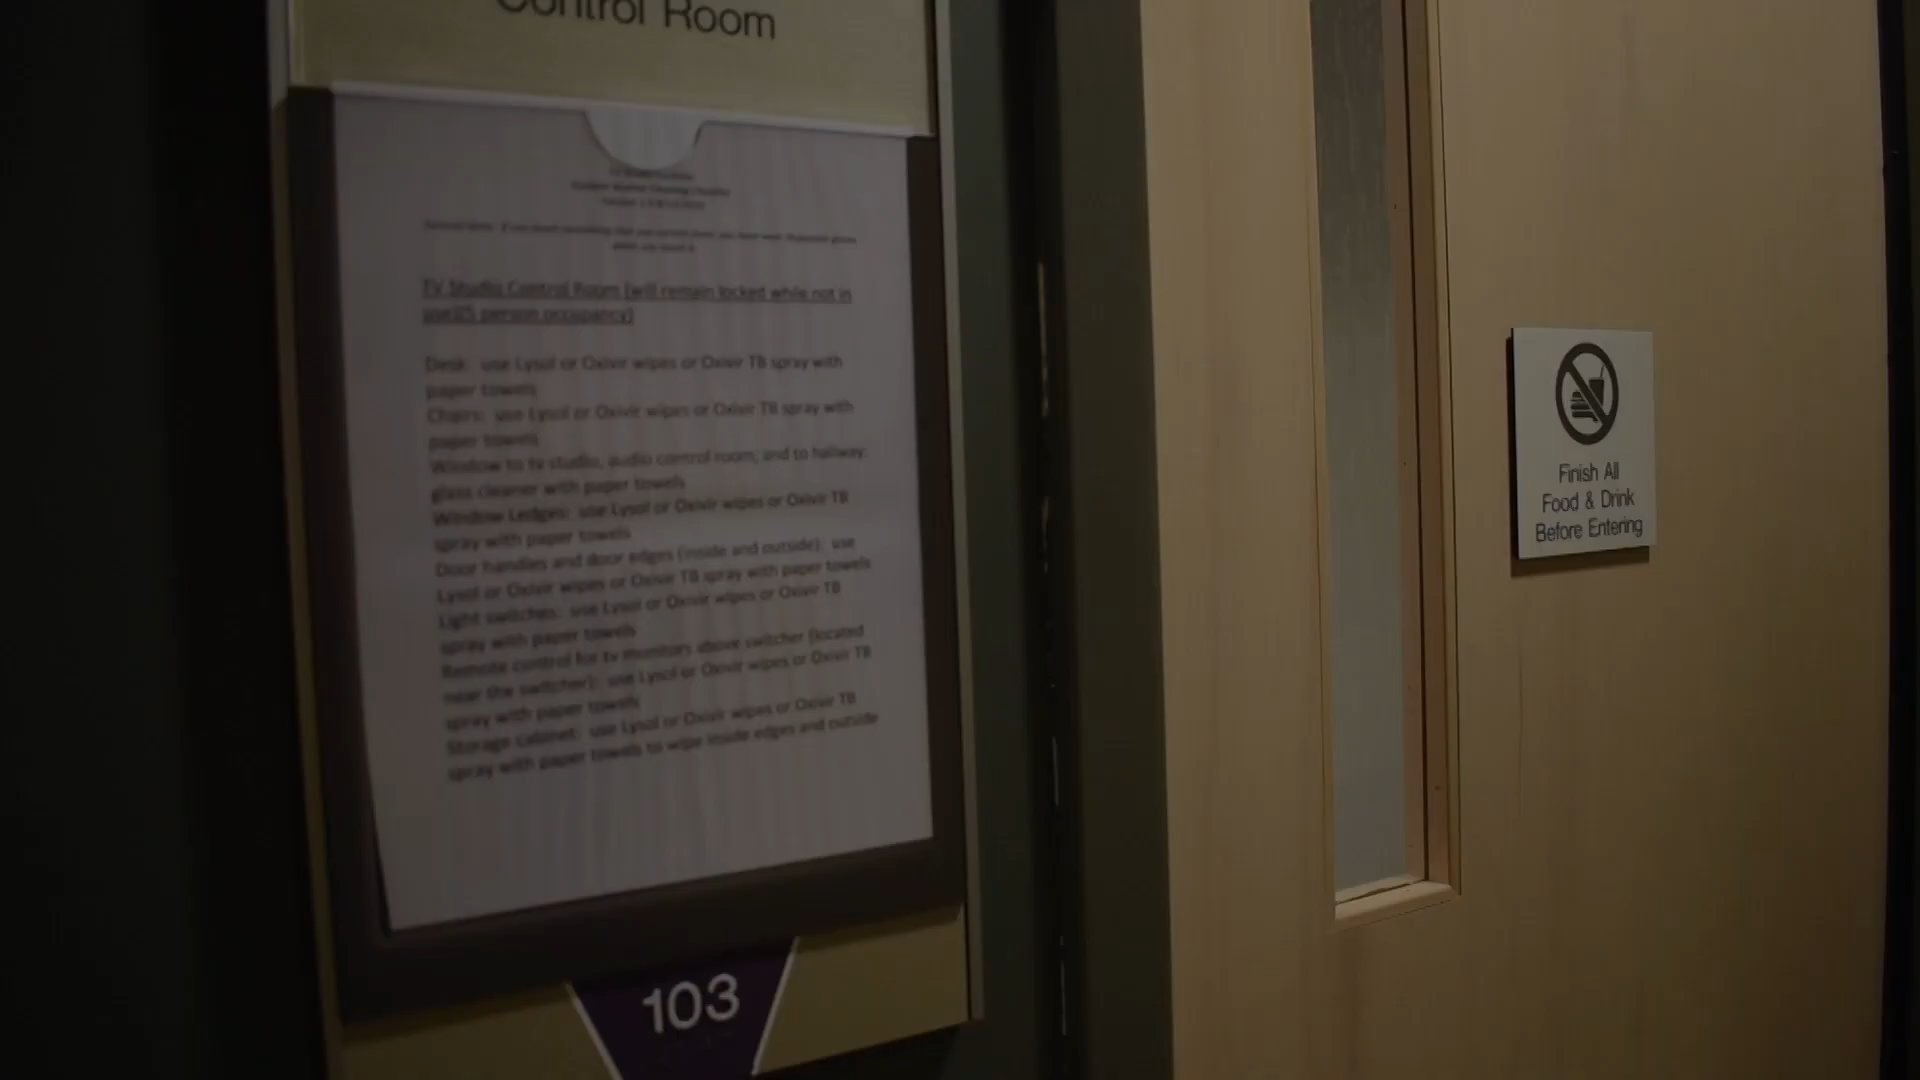 Control Room
TV Studio Control Room (will remain locked while not in
person occupancy)
Desk: use Lysol or Oxivir wipes or Oxivir TB spray with
paper towels
Chairs: use Lysol or Oxivir wipes or Oxivir TB spray with
paper towels
Window to tv studio, audio control room, and to hallway:
glass cleaner with paper towels
Window Ledges: use Lysol or Oxivir wipes or Oxivir TB
spray with paper towels
Door handles and door edges (inside and outside): use
Lysol or Oxivir wipes or Oxivir TB spray with paper towels
Light switches: use Lysol or Oxivir wipes or Oxivir TB
spray with paper towels
Remote control for tv monitors above switcher (located
near the switcher): use Lysol or Oxivir wipes or Oxivir TB
spray with paper towels
Storage cabinet: use Lysol or Oxivir wipes or Oxivir TB
spray with paper towels to wipe inside edges and outside
103
Finish All
Food & Drink
Before Entering